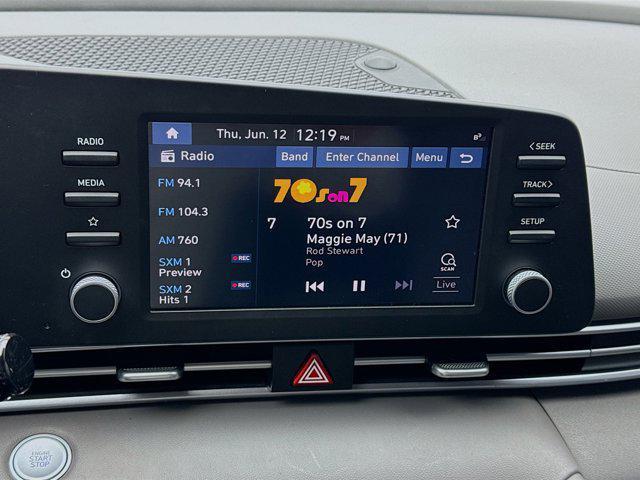 Thu, Jun. 12 12:19 PM B
RADIO
MEDIA
Radio Band Enter Channel Menu
FM 94.1
FM 104.3
AM 760
SXM 1 REC
Preview
SXM 2 REC
Hits 1
70s on 7
7 70s on 7
Maggie May (71)
Rod Stewart
Pop
SCAN
Live
<SEEK
TRACK>
SETUP
ENGINE
START
STOP